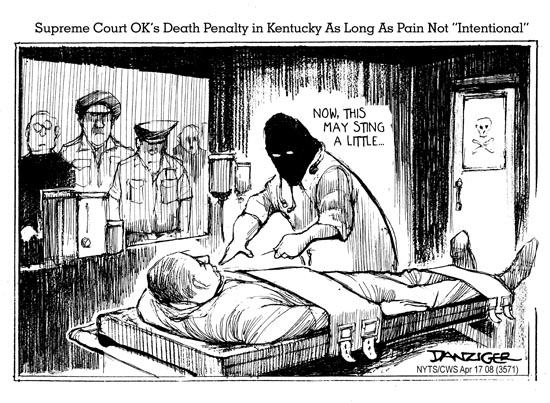 Supreme Court OK's Death Penalty in Kentucky As Long As Pain Not "Intentional"
NOW, THIS
MAY STING
A LITTLE...
DANZIGER
NYTS/CWS Apr 17 08 (3571)